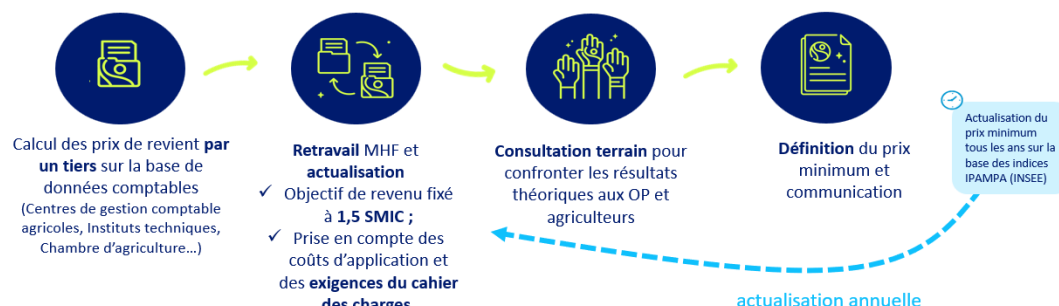 Calcul des prix de revient par
un tiers sur la base de
données comptables
(Centres de gestion comptable
agricoles, Instituts techniques,
Chambre d'agriculture…)
Retravail MHF et
actualisation
✓ Objectif de revenu fixé
à 1,5 SMIC ;
✓ Prise en compte des
coûts d'application et
des exigences du cahier
des charges
Consultation terrain pour
confronter les résultats
théoriques aux OP et
agriculteurs
Définition du prix
minimum et
communication
Actualisation du
prix minimum
tous les ans sur la
base des indices
IPAMPA (INSEE)
actualisation annuelle